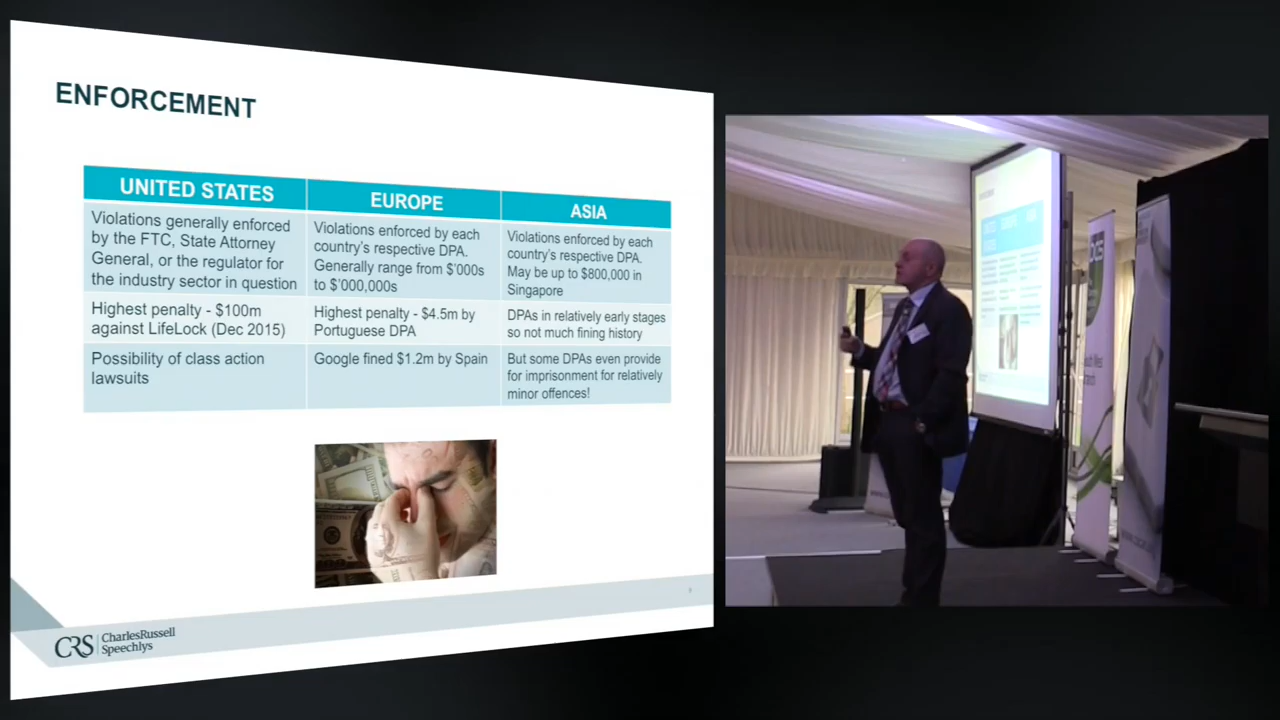 ENFORCEMENT
UNITED STATES
EUROPE
ASIA
Violations generally enforced
by the FTC, State Attorney
General, or the regulator for
the industry sector in question
Violations enforced by each
country's respective DPA.
Generally range from $'000s
to $'000,000s
Violations enforced by each
country's respective DPA.
May be up to $800,000 in
Singapore
Highest penalty - $100m
against LifeLock (Dec 2015)
Highest penalty - $4.5m by
Portuguese DPA
DPAs in relatively early stages
so not much fining history
Possibility of class action
lawsuits
Google fined $1.2m by Spain
But some DPAs even provide
for imprisonment for relatively
minor offences!
CRS
CharlesRussell
Speechlys